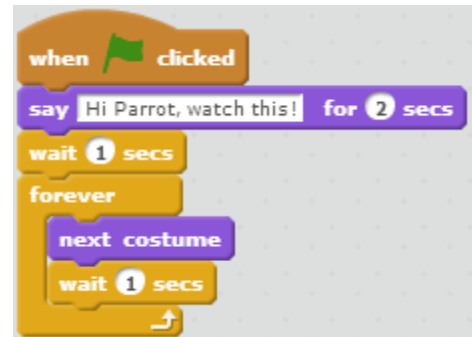 when clicked
say Hi Parrot, watch this! for 2 secs
wait 1 secs
forever
next costume
wait 1 secs